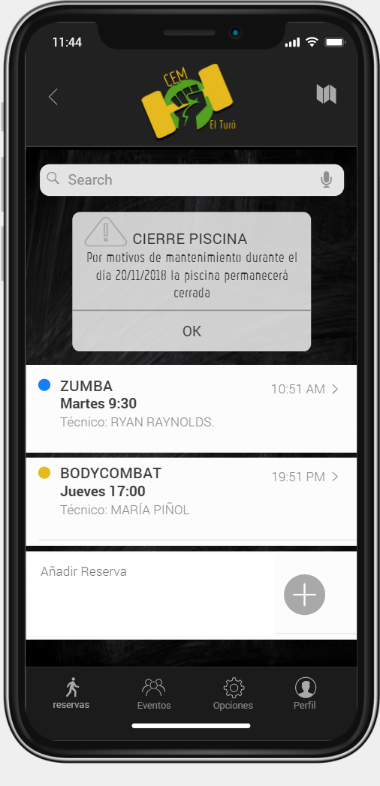 11:44
CEM
El Turó
Search
CIERRE PISCINA
Por motivos de mantenimiento durante el
día 20/11/2018 la piscina permanecerá
cerrada
OK
ZUMBA
10:51 AM
Martes 9:30
Técnico: RYAN RAYNOLDS.
BODYCOMBAT
19:51 PM
Jueves 17:00
Técnico: MARÍA PIÑOL
Añadir Reserva
reservas
Eventos
Opciones
Perfil